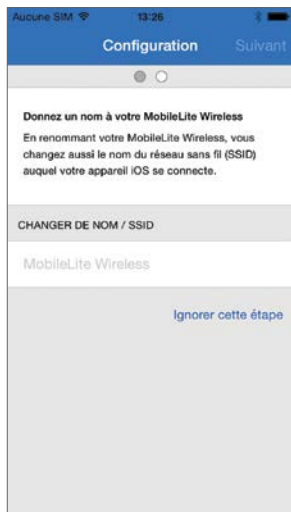 Aucune SIM 13:26
Configuration Suivant
Donnez un nom à votre MobileLite Wireless
En renommant votre MobileLite Wireless, vous
changez aussi le nom du réseau sans fil (SSID)
auquel votre appareil iOS se connecte.
CHANGER DE NOM / SSID
MobileLite Wireless
Ignorer cette étape